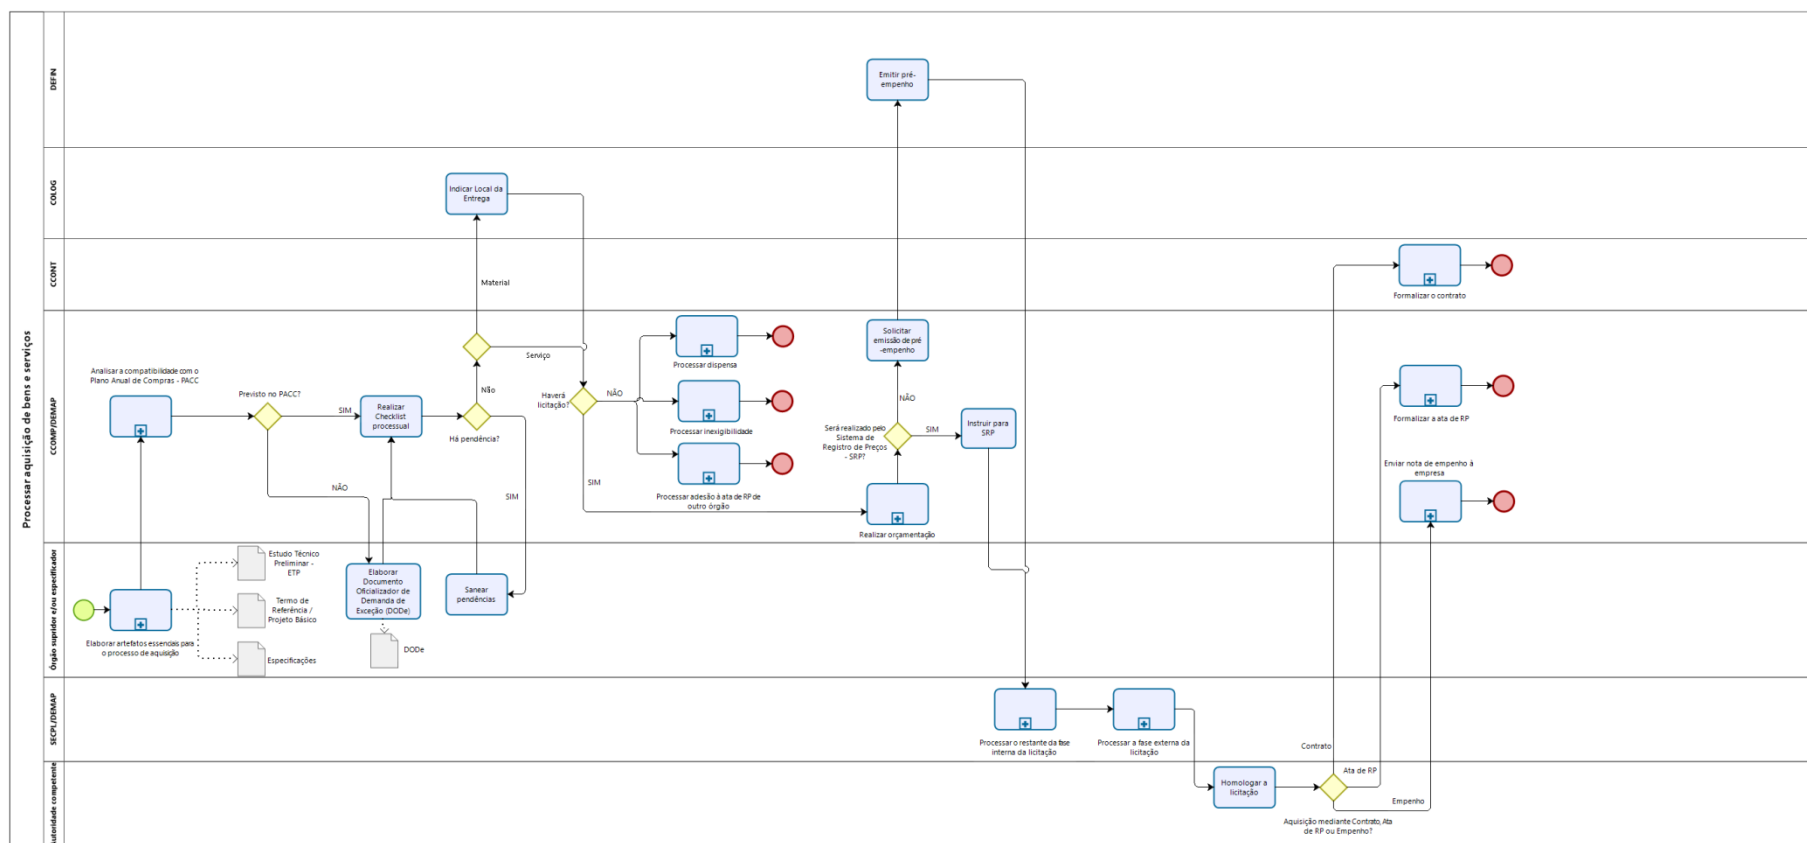 Processar aquisição de bens e serviços
DEFIN
Emitir pré-
empenho
COLOG
Indicar Local da
Entrega
CCONT
Material
Formalizar o contrato
CCOMP/DEMAP
Analisar a compatibilidade com o
Plano Anual de Compras - PACC
Previsto no PACC?
SIM
NÃO
Realizar
Checklist
processual
Há pendência?
Não
SIM
Serviço
Haverá
licitação?
NÃO
SIM
Processar dispensa
Processar inexigibilidade
Processar adesão à ata de RP de
outro órgão
Solicitar
emissão de pré
-empenho
NÃO
Será realizado pelo
Sistema de
Registro de Preços
- SRP?
SIM
Instruir para
SRP
Realizar orçamentação
Formalizar a ata de RP
Enviar nota de empenho à
empresa
Órgão supridor e/ou especificador
Elaborar artefatos essenciais para
o processo de aquisição
Estudo Técnico
Preliminar -
ETP
Termo de
Referência /
Projeto Básico
Especificações
Elaborar
Documento
Oficializador de
Demanda de
Exceção (DODe)
DODe
Sanear
pendências
SECPL/DEMAP
Processar o restante da fase
interna da licitação
Processar a fase externa da
licitação
Contrato
Autoridade competente
Homologar a
licitação
Ata de RP
Empenho
Aquisição mediante Contrato, Ata
de RP ou Empenho?